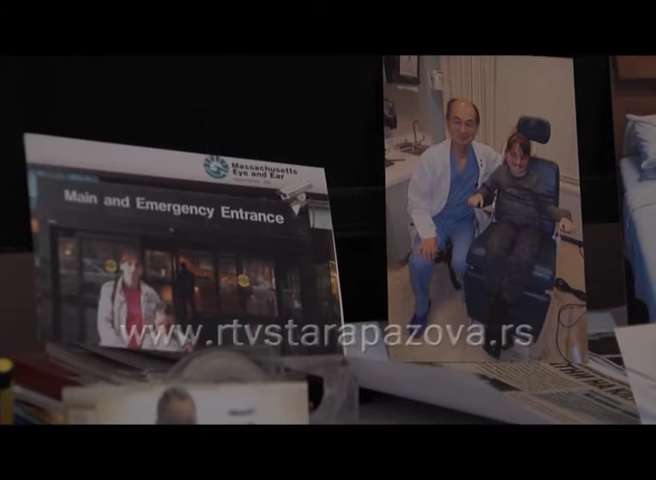 Massachusetts
Eye and Ear
Main and Emergency Entrance
www.rtvstarapazova.rs